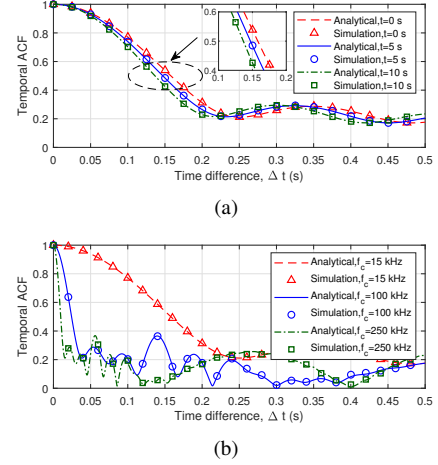 1
0.8
0.6
0.4
0.2
0
Temporal ACF
0 0.05 0.1 0.15 0.2 0.25 0.3 0.35 0.4 0.45 0.5
Time difference, Δ t (s)
0.6
0.5
0.4
0.1 0.15 0.2
Analytical,t=0 s
Simulation,t=0 s
Analytical,t=5 s
Simulation,t=5 s
Analytical,t=10 s
Simulation,t=10 s
(a)
1
0.8
0.6
0.4
0.2
0
Temporal ACF
0 0.05 0.1 0.15 0.2 0.25 0.3 0.35 0.4 0.45 0.5
Time difference, Δ t (s)
Analytical,f_c=15 kHz
Simulation,f_c=15 kHz
Analytical,f_c=100 kHz
Simulation,f_c=100 kHz
Analytical,f_c=250 kHz
Simulation,f_c=250 kHz
(b)